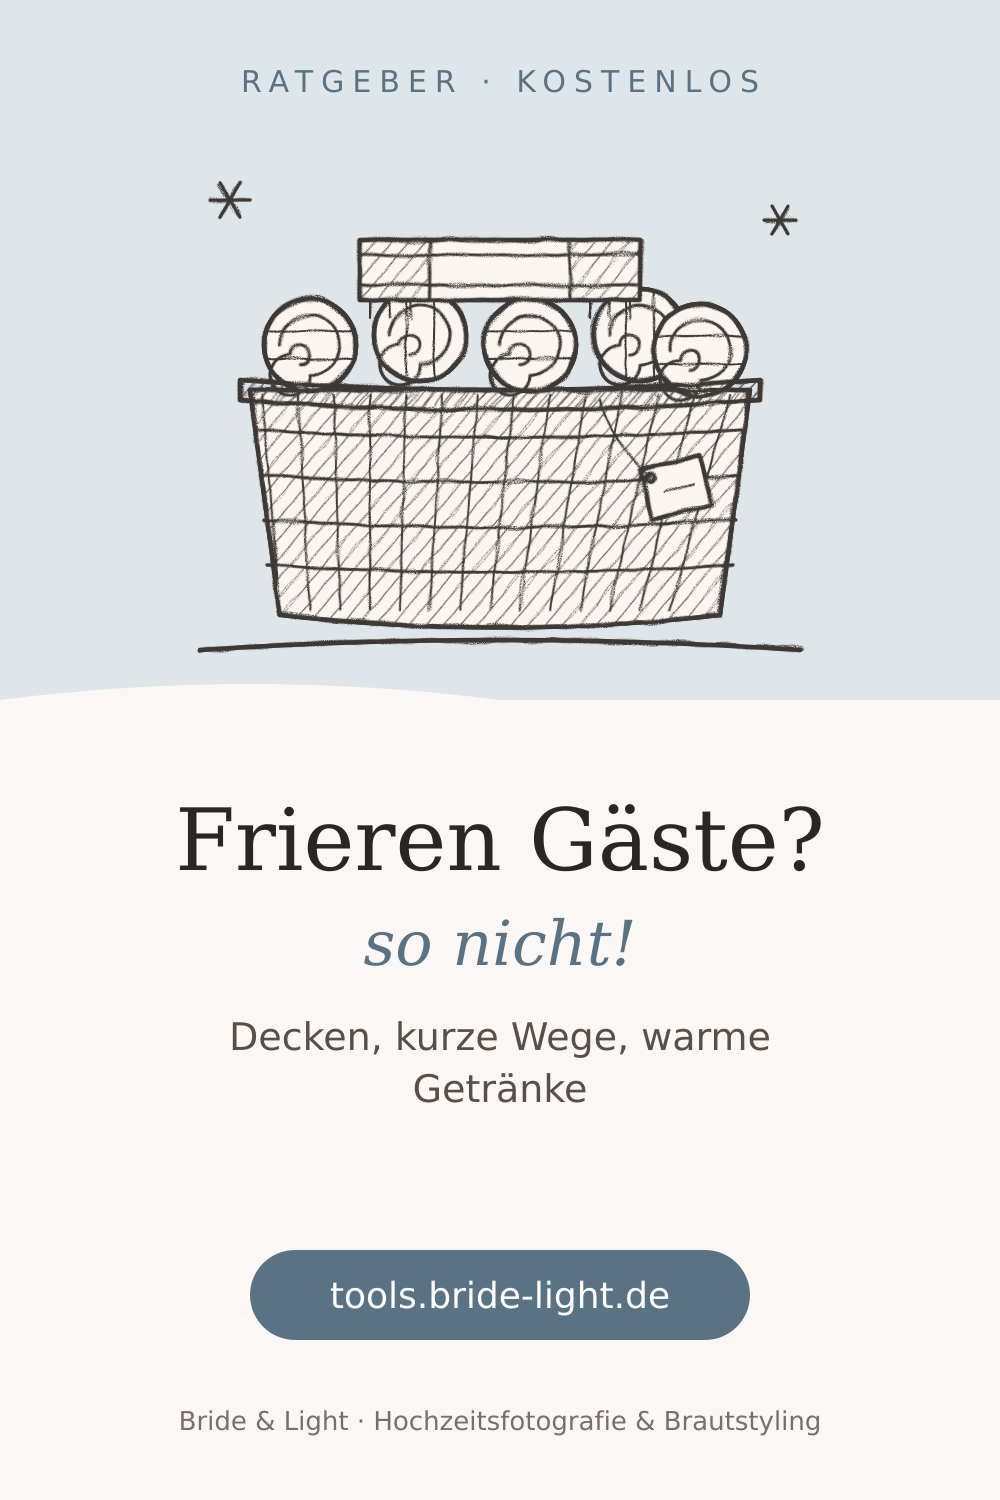 RATGEBER · KOSTENLOS
Frieren Gäste?
so nicht!
Decken, kurze Wege, warme
Getränke
tools.bride-light.de
Bride & Light · Hochzeitsfotografie & Brautstyling